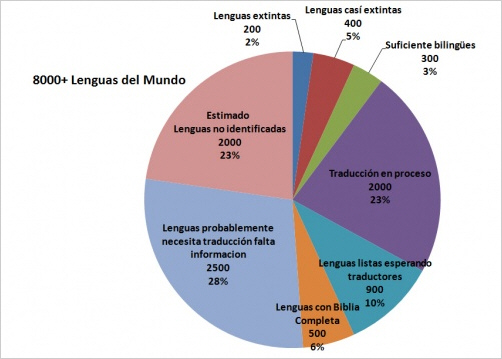 8000+ Lenguas del Mundo
Lenguas extintas
200
2%
Lenguas casí extintas
400
5%
Suficiente bilingües
300
3%
Traducción en proceso
2000
23%
Lenguas listas esperando
traductores
900
10%
Lenguas con Biblia
Completa
500
6%
Lenguas probablemente
necesita traducción falta
informacion
2500
28%
Estimado
Lenguas no identificadas
2000
23%